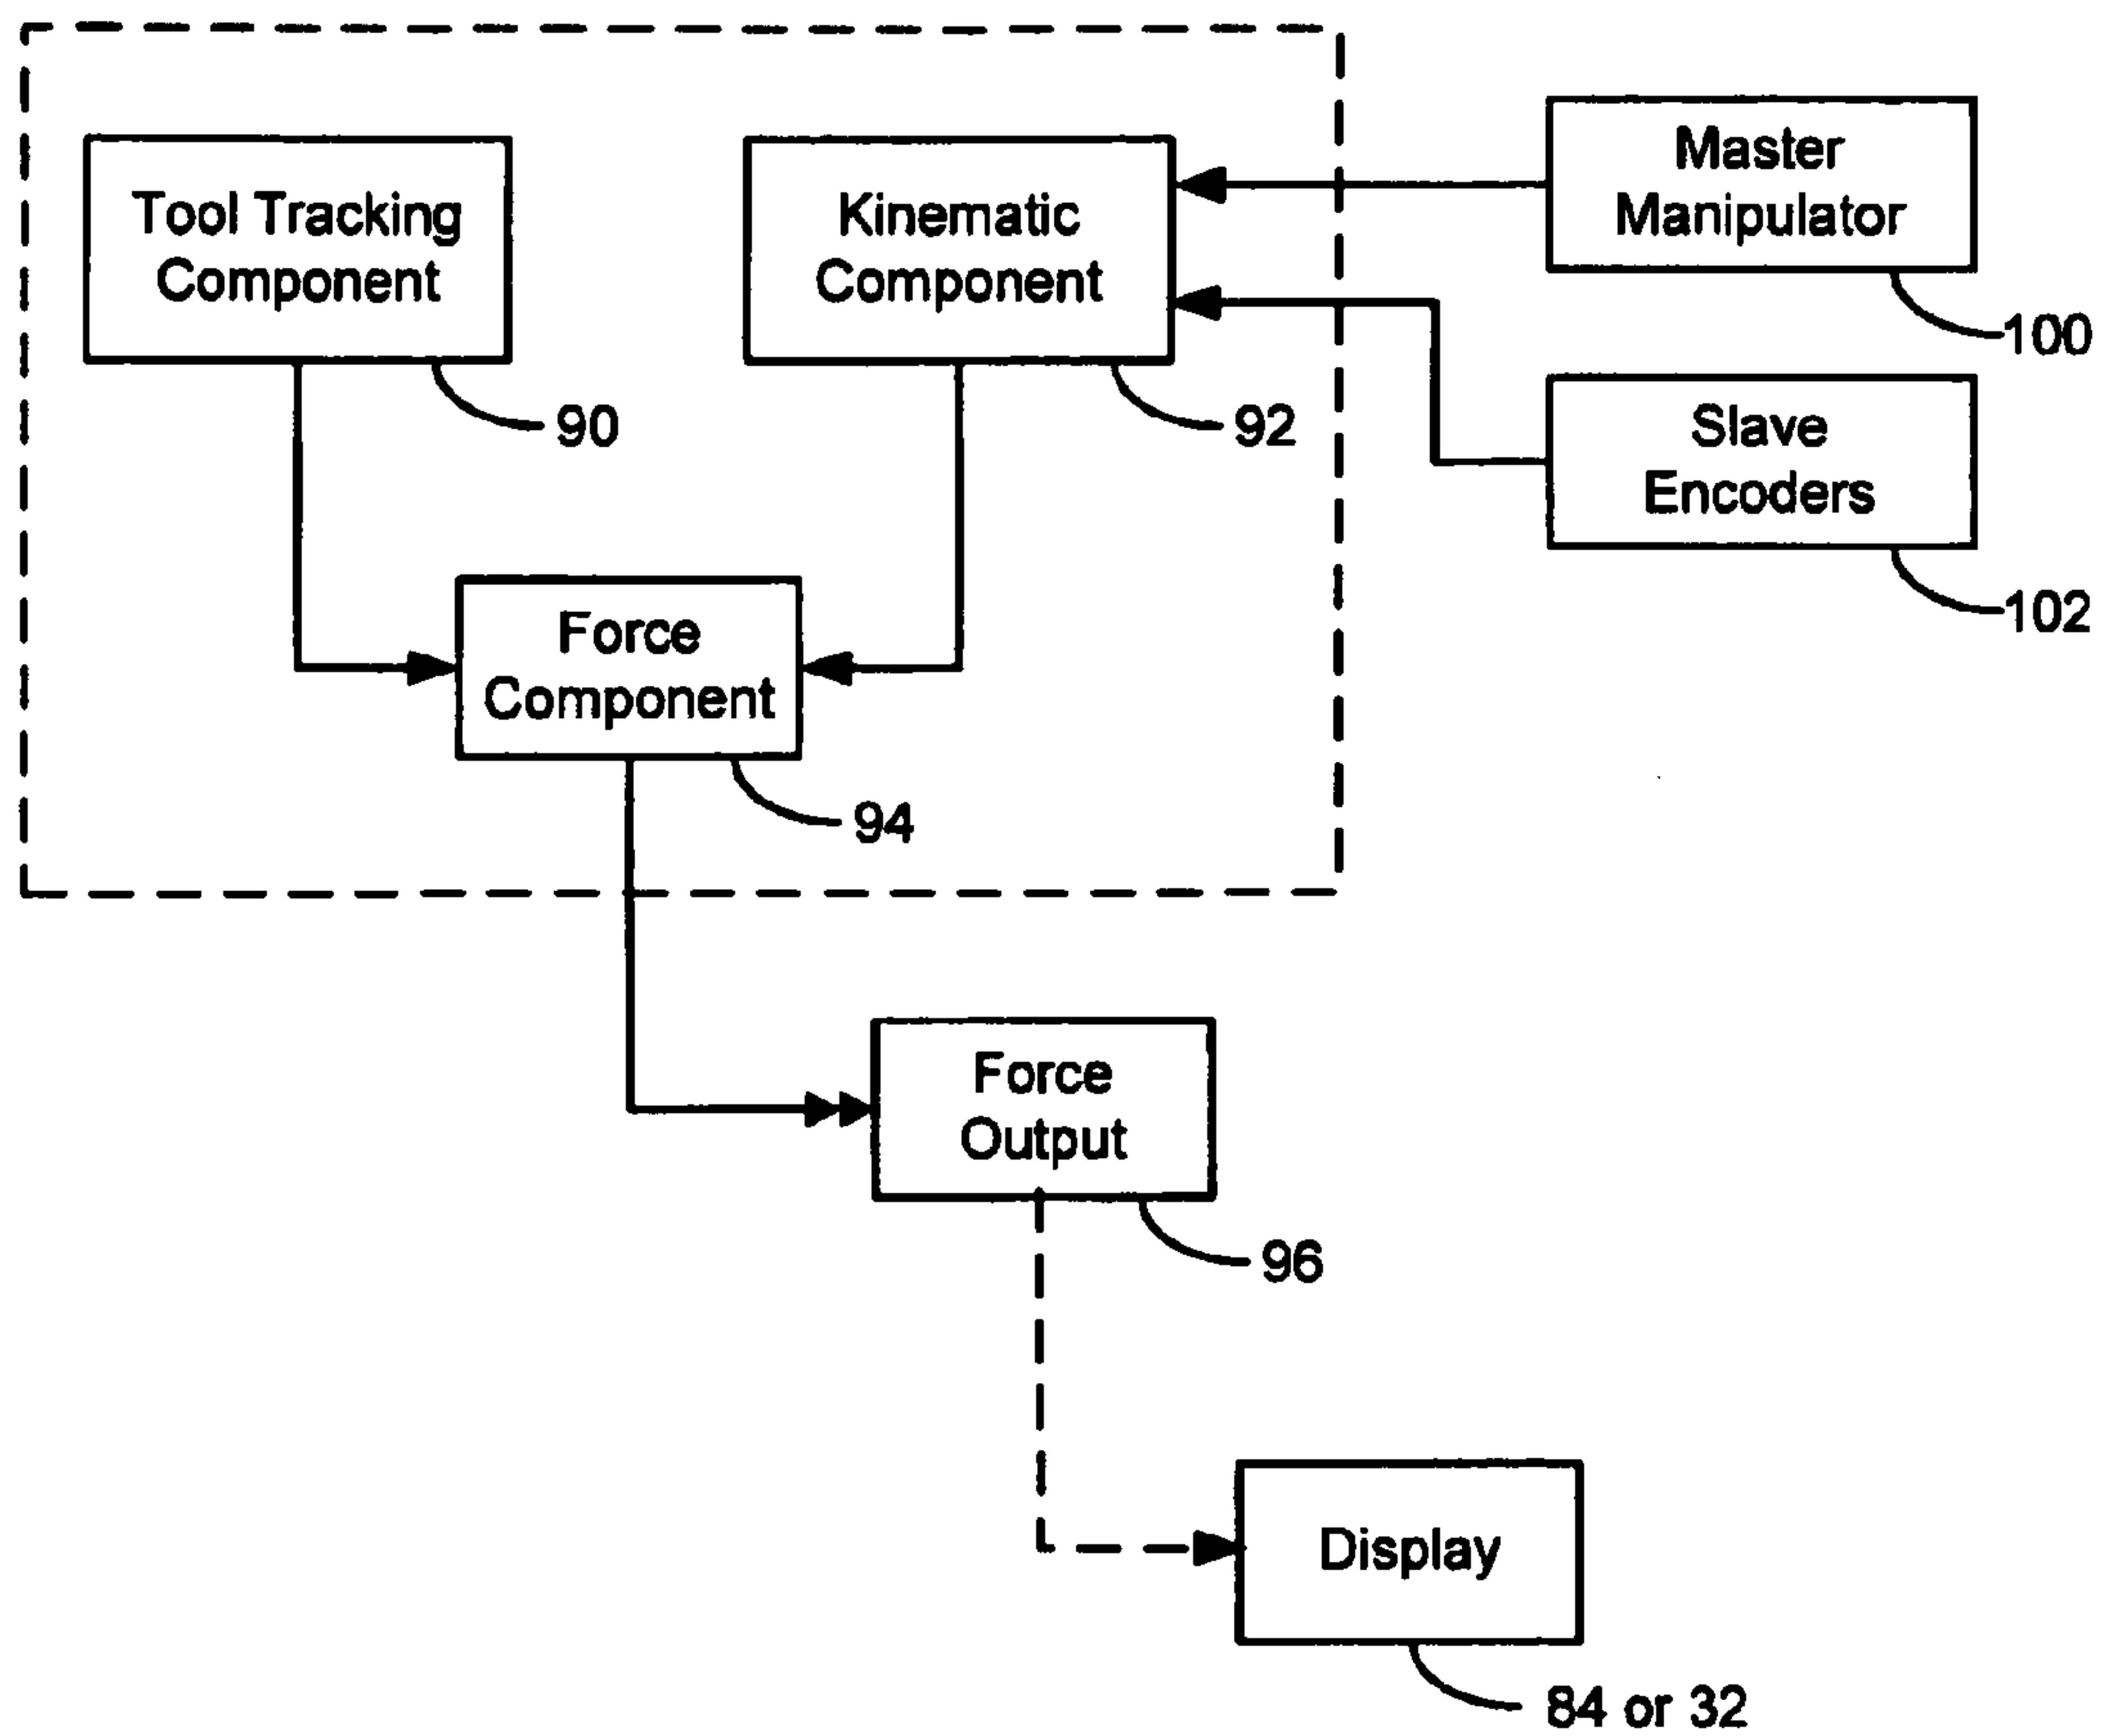 Tool Tracking
Component
90
Kinematic
Component
92
Master
Manipulator
100
Slave
Encoders
102
Force
Component
94
Force
Output
96
Display
84 or 32